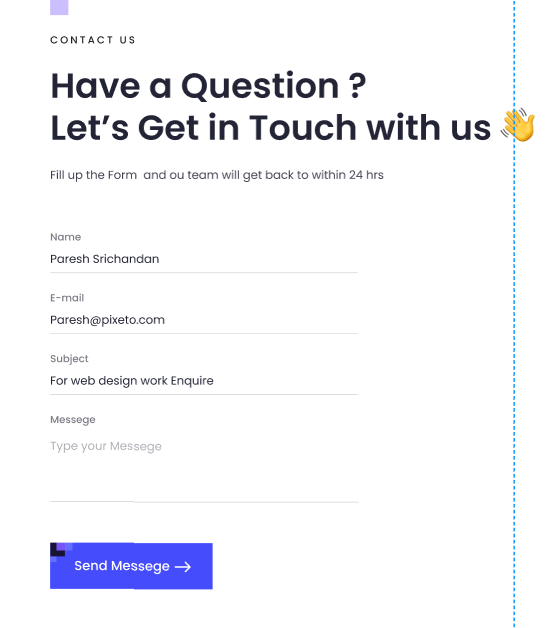 CONTACT US
Have a Question ?
Let’s Get in Touch with us 👋
Fill up the Form  and ou team will get back to within 24 hrs
Name
Paresh Srichandan
E-mail
Paresh@pixeto.com
Subject
For web design work Enquire
Messege
Type your Messege
Send Messege →